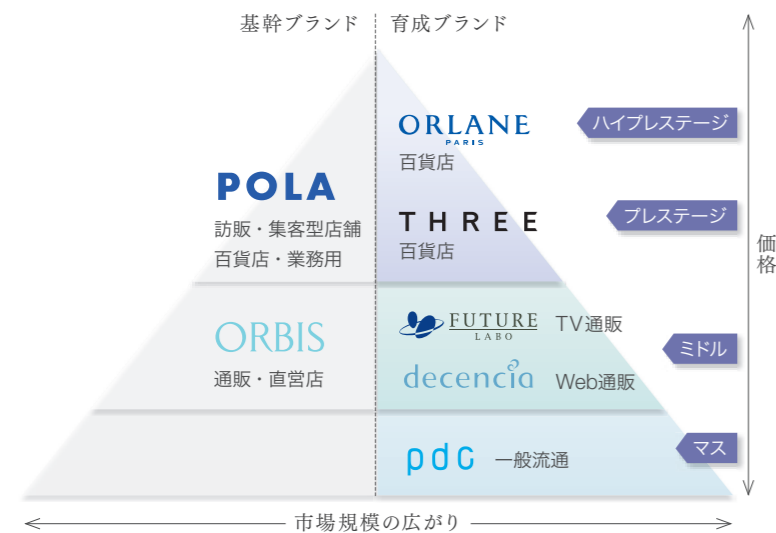 基幹ブランド
育成ブランド
ORLANE
PARIS
百貨店
ハイプレステージ
POLA
訪販・集客型店舗
百貨店・業務用
THREE
百貨店
プレステージ
価格
ORBIS
通販・直営店
FUTURE
LABO
TV通販
decencia
Web通販
ミドル
pdc
一般流通
マス
市場規模の広がり